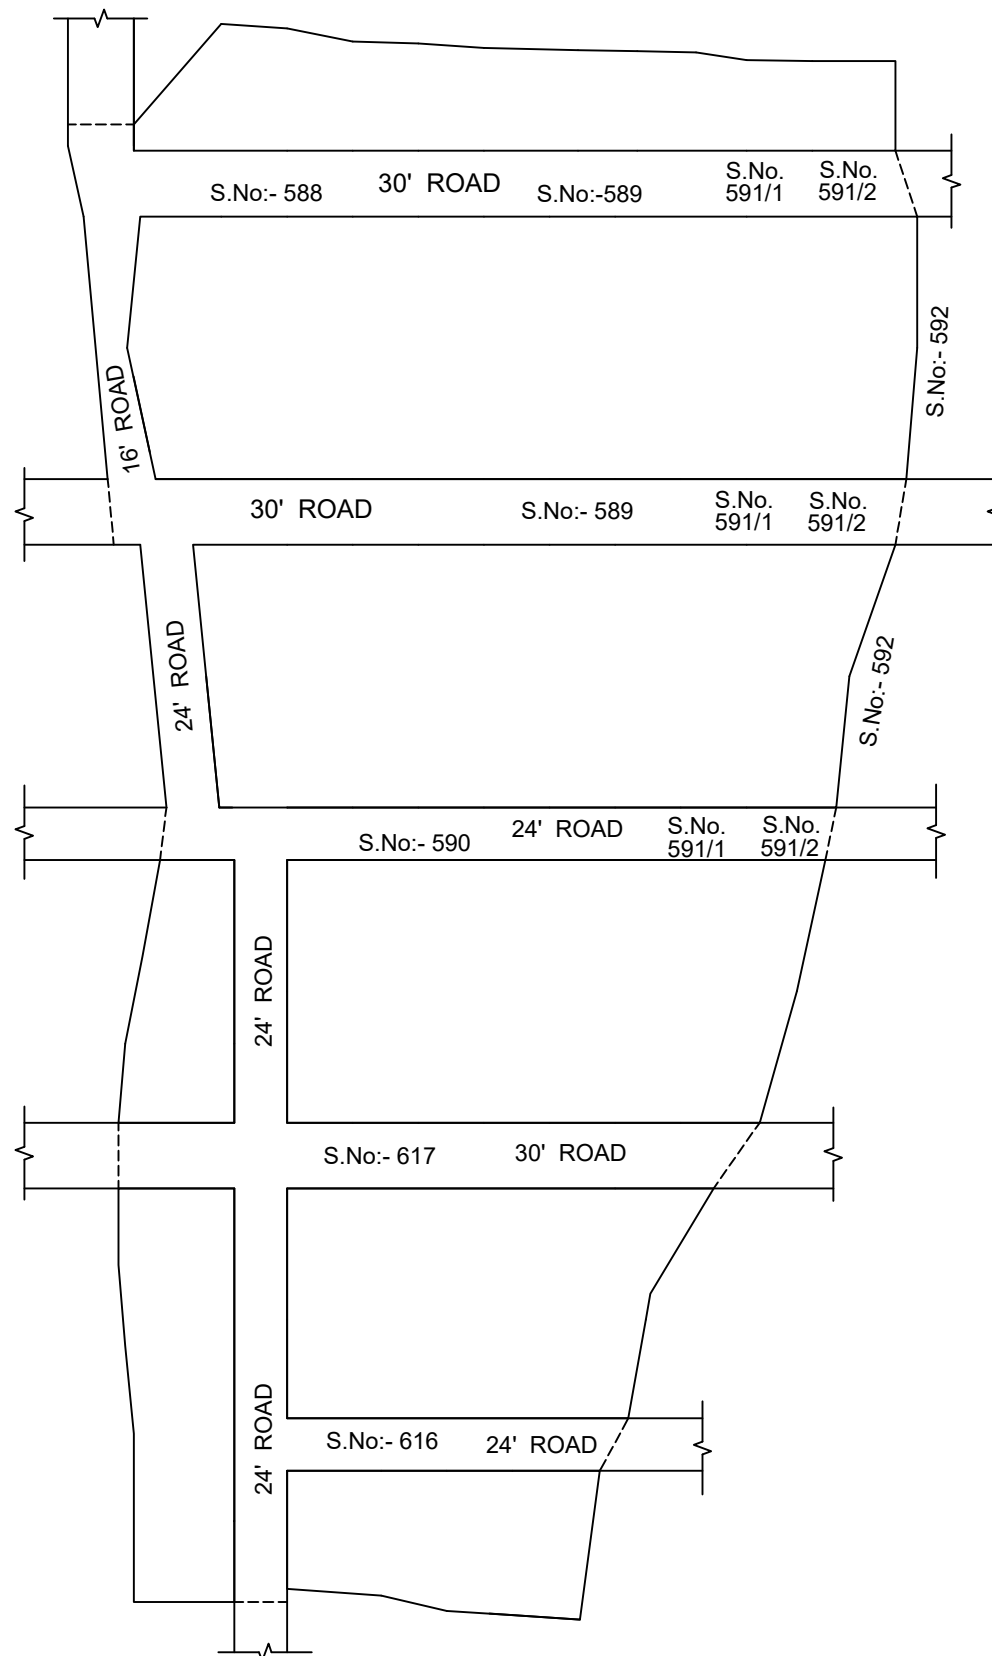 S.No:- 588
30' ROAD
S.No:-589
S.No.
591/1
S.No.
591/2
S.No:- 592
16' ROAD
30' ROAD
S.No:- 589
S.No.
591/1
S.No.
591/2
24' ROAD
S.No:- 592
S.No:- 590
24' ROAD
S.No.
591/1
S.No.
591/2
24' ROAD
S.No:- 617
30' ROAD
24' ROAD
S.No:- 616
24' ROAD